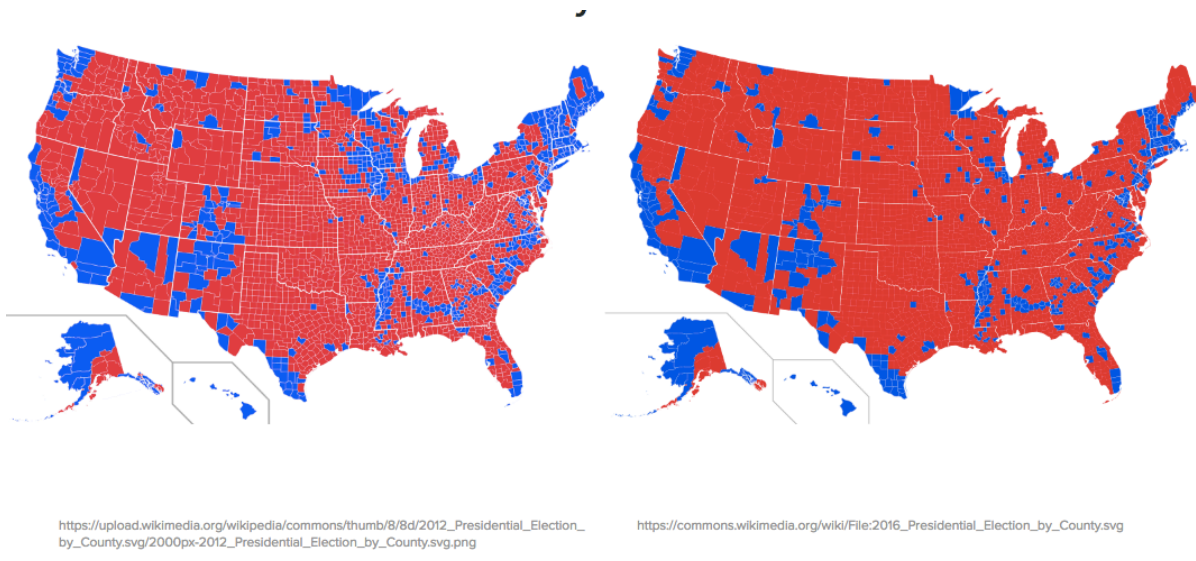 https://upload.wikimedia.org/wikipedia/commons/thumb/8/8d/2012_Presidential_Election_
by_County.svg/2000px-2012_Presidential_Election_by_County.svg.png
https://commons.wikimedia.org/wiki/File:2016_Presidential_Election_by_County.svg